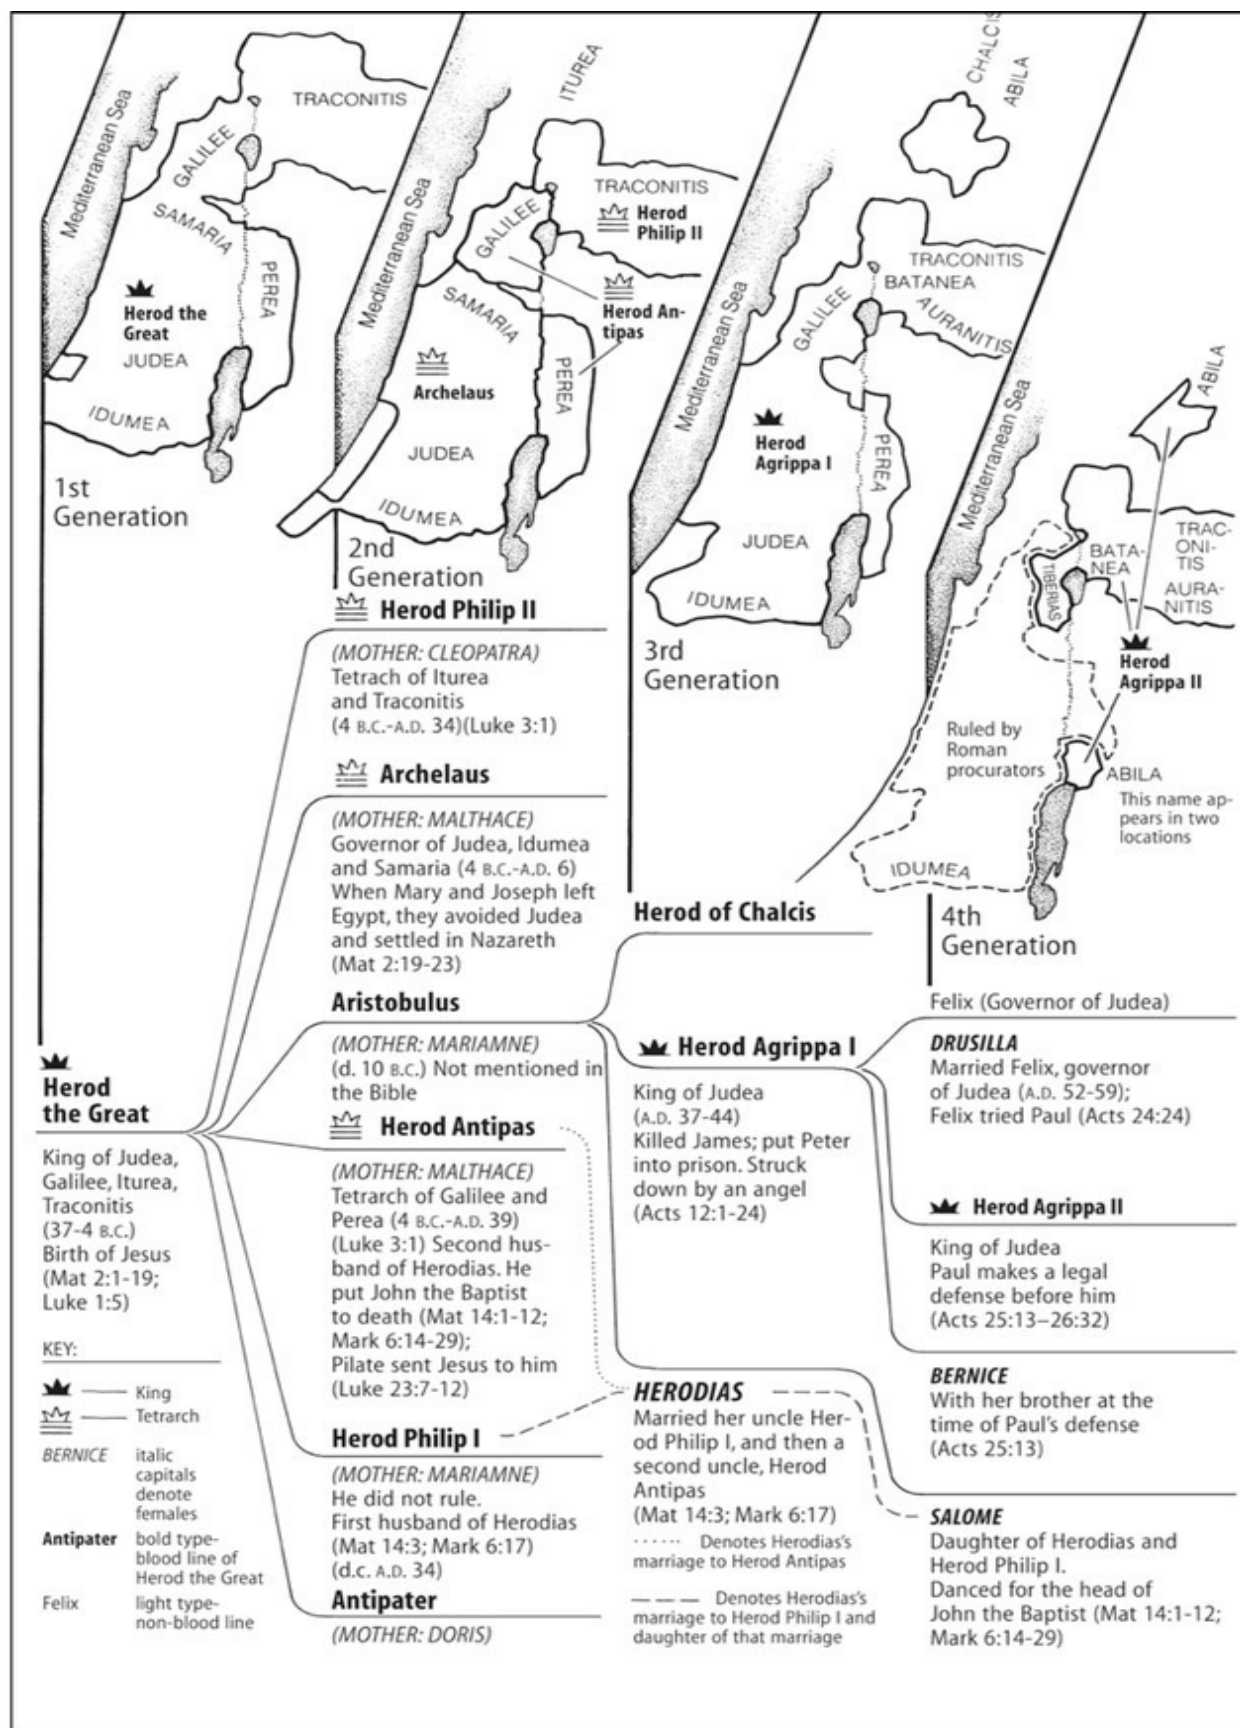 Mediterranean Sea
TRACONITIS
GALILEE
SAMARIA
PEREA
Herod the
Great
JUDEA
IDUMEA
1st
Generation
Mediterranean Sea
ITUREA
TRACONITIS
Herod
Philip II
GALILEE
Herod An-
tipas
SAMARIA
Archelaus
PEREA
JUDEA
IDUMEA
2nd
Generation
Mediterranean Sea
CHALCIS
ABILA
TRACONITIS
BATANEA
AURANITIS
GALILEE
Herod
Agrippa I
PEREA
JUDEA
IDUMEA
3rd
Generation
Mediterranean Sea
ABILA
TRAC-
ONI-
TIS
BATA-
NEA
AURA-
NITIS
TIBERIAS
Herod
Agrippa II
Ruled by
Roman
procurators
ABILA
This name ap-
pears in two
locations
IDUMEA
4th
Generation
Herod
the Great
King of Judea,
Galilee, Iturea,
Traconitis
(37-4 B.C.)
Birth of Jesus
(Mat 2:1-19;
Luke 1:5)
KEY:
King
Tetrarch
BERNICE italic
capitals
denote
females
Antipater bold type-
blood line of
Herod the Great
Felix light type-
non-blood line
Herod Philip II
(MOTHER: CLEOPATRA)
Tetrach of Iturea
and Traconitis
(4 B.C.-A.D. 34)(Luke 3:1)
Archelaus
(MOTHER: MALTHACE)
Governor of Judea, Idumea
and Samaria (4 B.C.-A.D. 6)
When Mary and Joseph left
Egypt, they avoided Judea
and settled in Nazareth
(Mat 2:19-23)
Aristobulus
(MOTHER: MARIAMNE)
(d. 10 B.C.) Not mentioned in
the Bible
Herod Antipas
(MOTHER: MALTHACE)
Tetrarch of Galilee and
Perea (4 B.C.-A.D. 39)
(Luke 3:1) Second hus-
band of Herodias. He
put John the Baptist
to death (Mat 14:1-12;
Mark 6:14-29);
Pilate sent Jesus to him
(Luke 23:7-12)
Herod Philip I
(MOTHER: MARIAMNE)
He did not rule.
First husband of Herodias
(Mat 14:3; Mark 6:17)
(d.c. A.D. 34)
Antipater
(MOTHER: DORIS)
Herod of Chalcis
Herod Agrippa I
King of Judea
(A.D. 37-44)
Killed James; put Peter
into prison. Struck
down by an angel
(Acts 12:1-24)
HERODIAS
Married her uncle Her-
od Philip I, and then a
second uncle, Herod
Antipas
(Mat 14:3; Mark 6:17)
Denotes Herodias's
marriage to Herod Antipas
Denotes Herodias's
marriage to Herod Philip I and
daughter of that marriage
Felix (Governor of Judea)
DRUSILLA
Married Felix, governor
of Judea (A.D. 52-59);
Felix tried Paul (Acts 24:24)
Herod Agrippa II
King of Judea
Paul makes a legal
defense before him
(Acts 25:13–26:32)
BERNICE
With her brother at the
time of Paul's defense
(Acts 25:13)
SALOME
Daughter of Herodias and
Herod Philip I.
Danced for the head of
John the Baptist (Mat 14:1-12;
Mark 6:14-29)